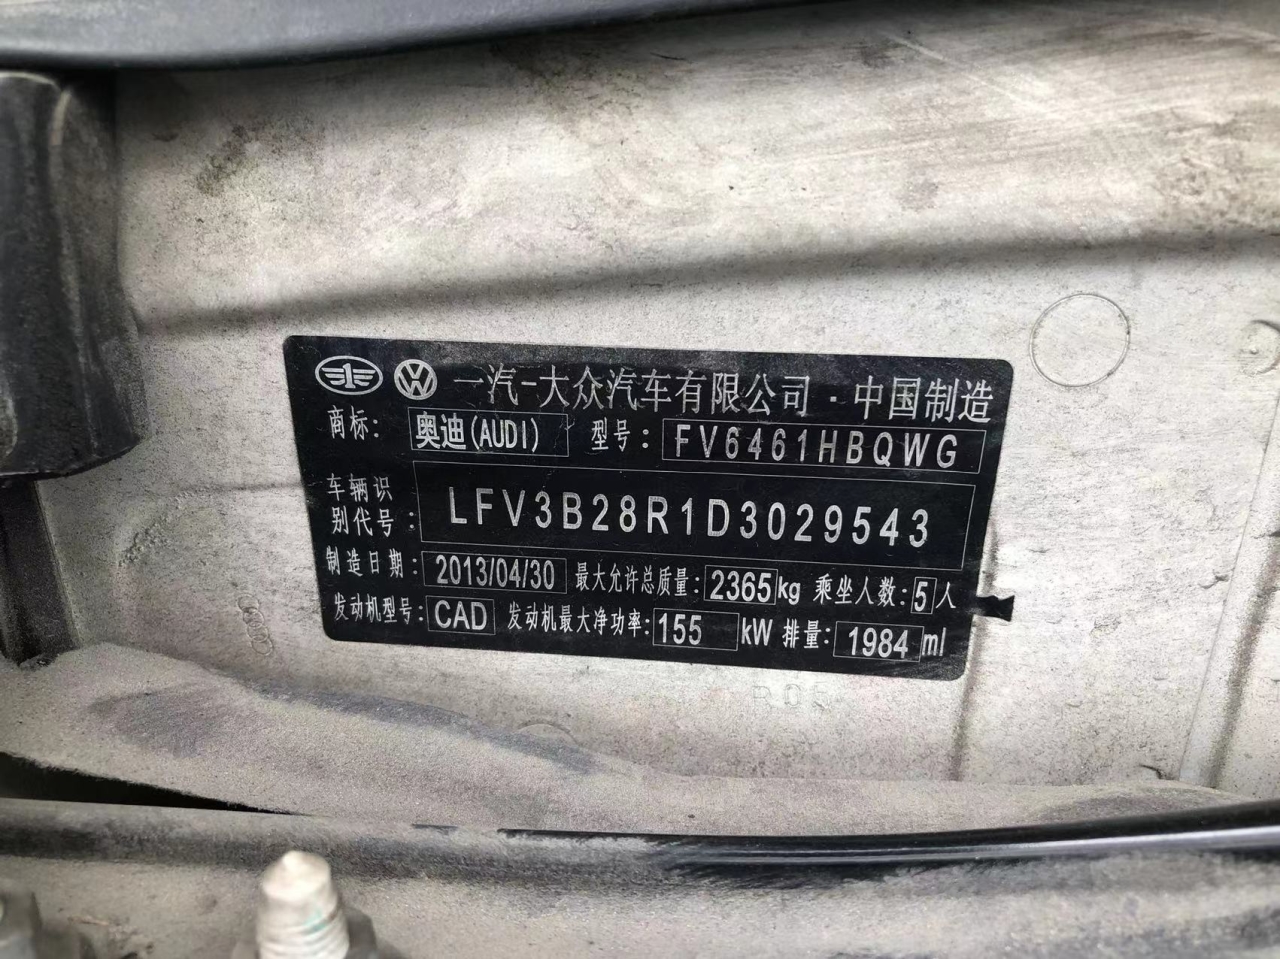 一汽-大众汽车有限公司·中国制造
商标: 奥迪(AUDI) 型号: FV6461HBQWG
车辆识别代号: LFV3B28R1D3029543
制造日期: 2013/04/30 最大允许总质量: 2365kg 乘坐人数: 5人
发动机型号: CAD 发动机最大净功率: 155 kW 排量: 1984 ml